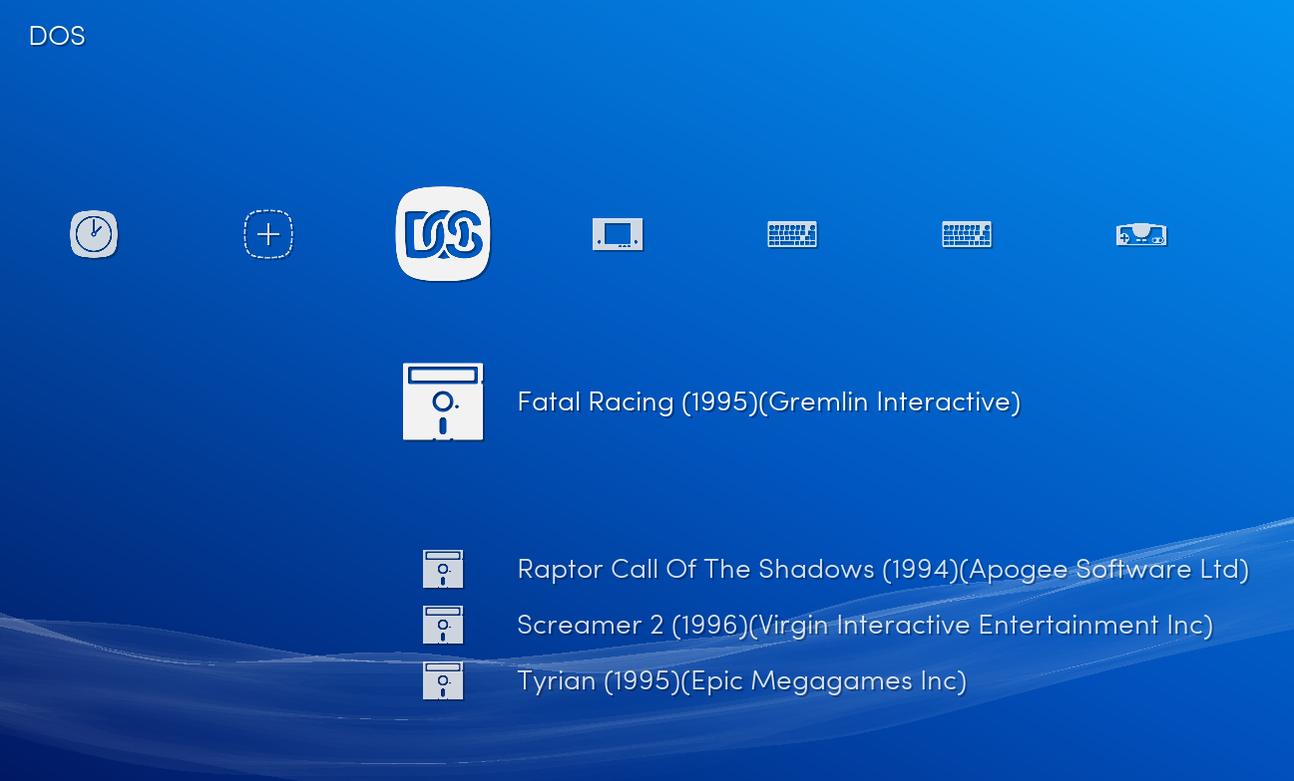 DOS
DOS
Fatal Racing (1995)(Gremlin Interactive)
Raptor Call Of The Shadows (1994)(Apogee Software Ltd)
Screamer 2 (1996)(Virgin Interactive Entertainment Inc)
Tyrian (1995)(Epic Megagames Inc)